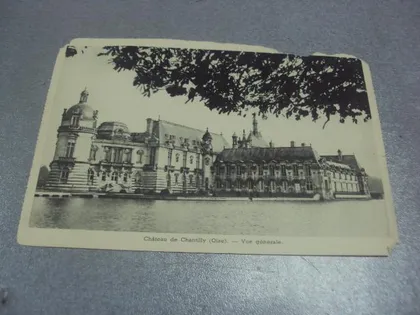 Château de Chantilly (Oise). — Vue générale.